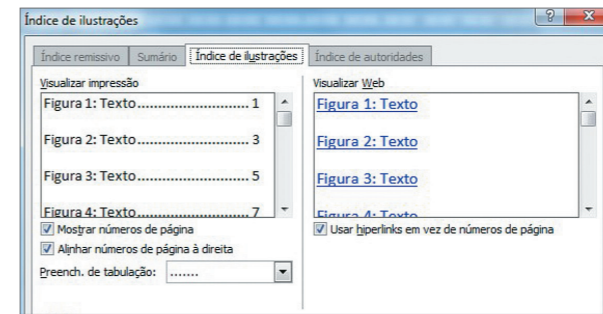 Índice de ilustrações
Índice remissivo Sumário Índice de ilustrações Índice de autoridades
Visualizar impressão
Figura 1: Texto............................ 1
Figura 2: Texto............................ 3
Figura 3: Texto............................ 5
Figura 4: Texto............................ 7
Mostrar números de página
Alinhar números de página à direita
Preench. de tabulação: .......
Visualizar Web
Figura 1: Texto
Figura 2: Texto
Figura 3: Texto
Figura 4: Texto
Usar hiperlinks em vez de números de página